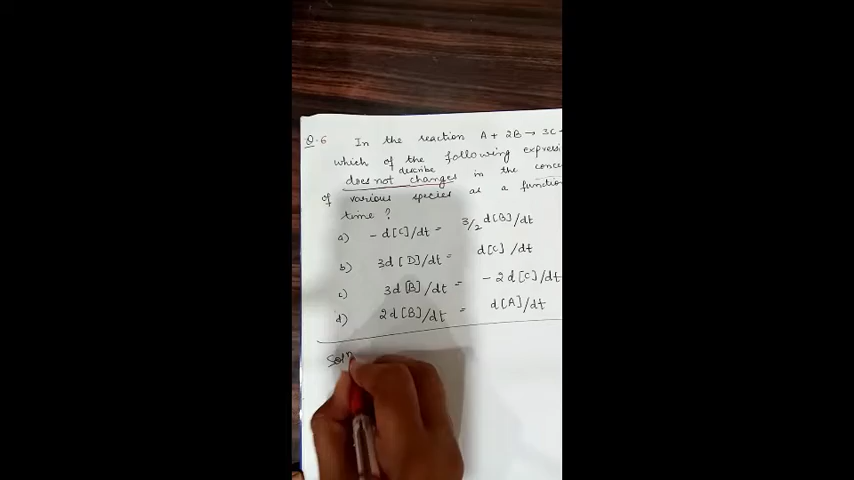 Q.6 In the reaction A + 2B → 3C
which of the following expressi
describe
does not changes in the conce
of various species as a function
time ?
a) - d[C]/dt = 3/2 d[B]/dt
b) 3d [D]/dt = d[C] /dt
c) 3d [B]/dt = - 2d [C]/dt
d) 2d [B]/dt = d[A]/dt
Soln